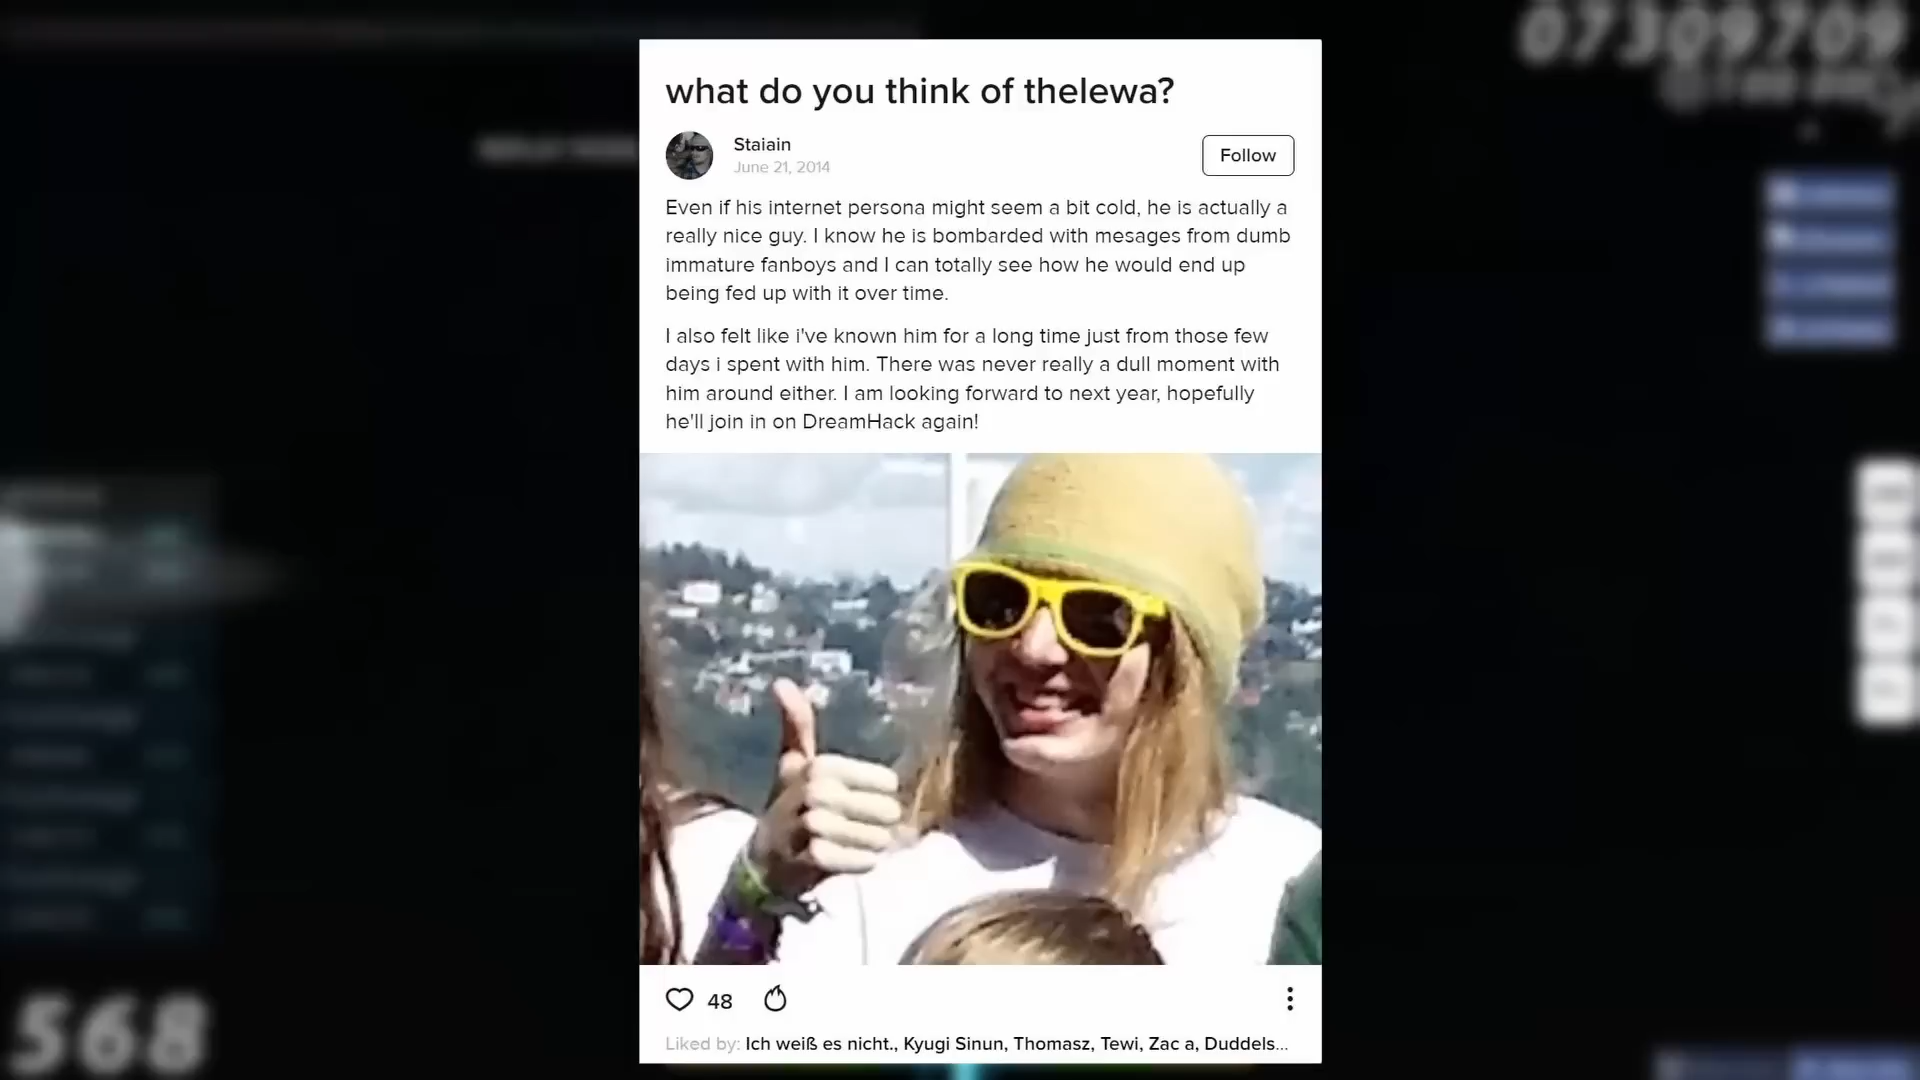 07309709
what do you think of thelewa?
Staiain
June 21, 2014
Follow
Even if his internet persona might seem a bit cold, he is actually a
really nice guy. I know he is bombarded with mesages from dumb
immature fanboys and I can totally see how he would end up
being fed up with it over time.
I also felt like i've known him for a long time just from those few
days i spent with him. There was never really a dull moment with
him around either. I am looking forward to next year, hopefully
he'll join in on DreamHack again!
48
Liked by: Ich weiß es nicht., Kyugi Sinun, Thomasz, Tewi, Zac a, Duddels...
568